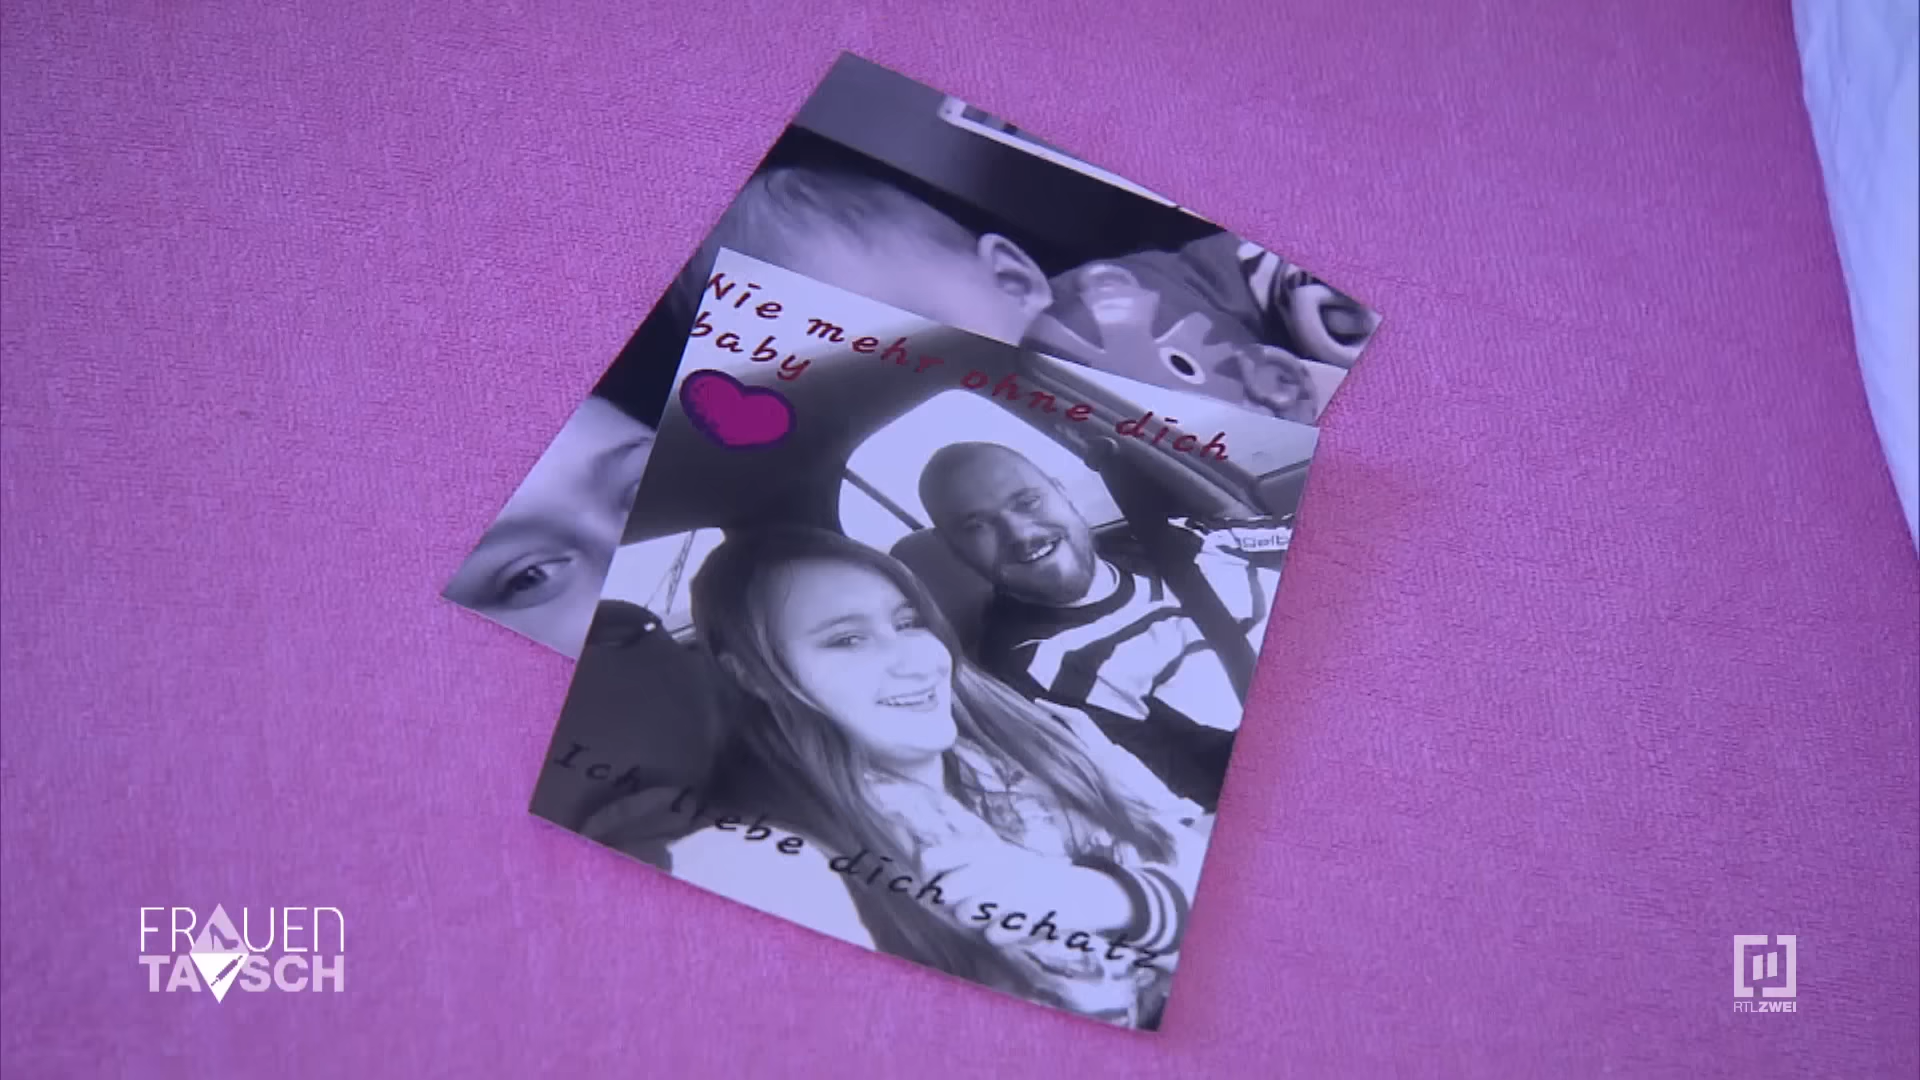 Nie mehr ohne dich
baby
Ich liebe dich schatz
FRAUEN
TAUSCH
RTLZWEI